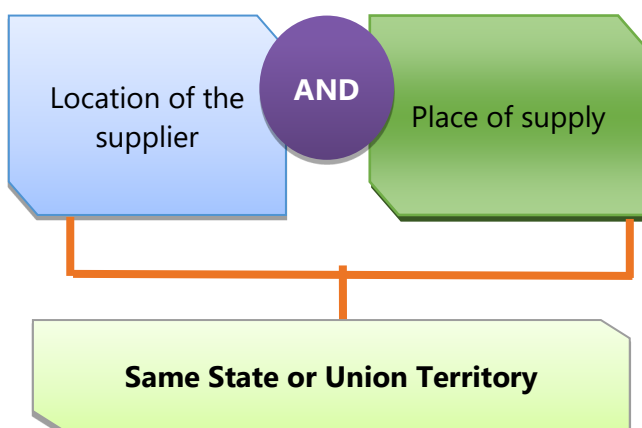 Location of the
supplier
AND
Place of supply
Same State or Union Territory